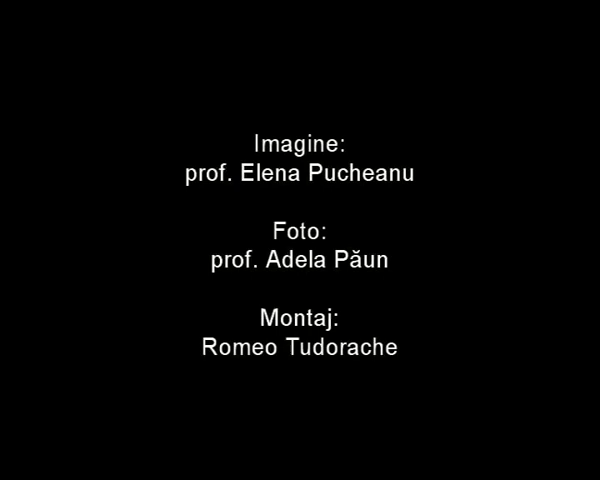 Imagine:
prof. Elena Pucheanu
Foto:
prof. Adela Păun
Montaj:
Romeo Tudorache